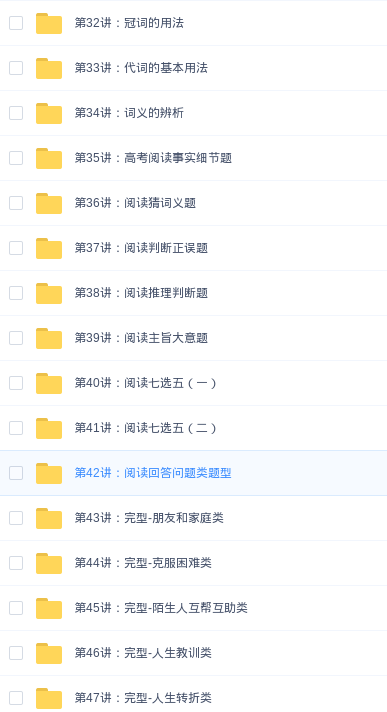 第32讲：冠词的用法
第33讲：代词的基本用法
第34讲：词义的辨析
第35讲：高考阅读事实细节题
第36讲：阅读猜词义题
第37讲：阅读判断正误题
第38讲：阅读推理判断题
第39讲：阅读主旨大意题
第40讲：阅读七选五（一）
第41讲：阅读七选五（二）
第42讲：阅读回答问题类题型
第43讲：完型-朋友和家庭类
第44讲：完型-克服困难类
第45讲：完型-陌生人互帮互助类
第46讲：完型-人生教训类
第47讲：完型-人生转折类